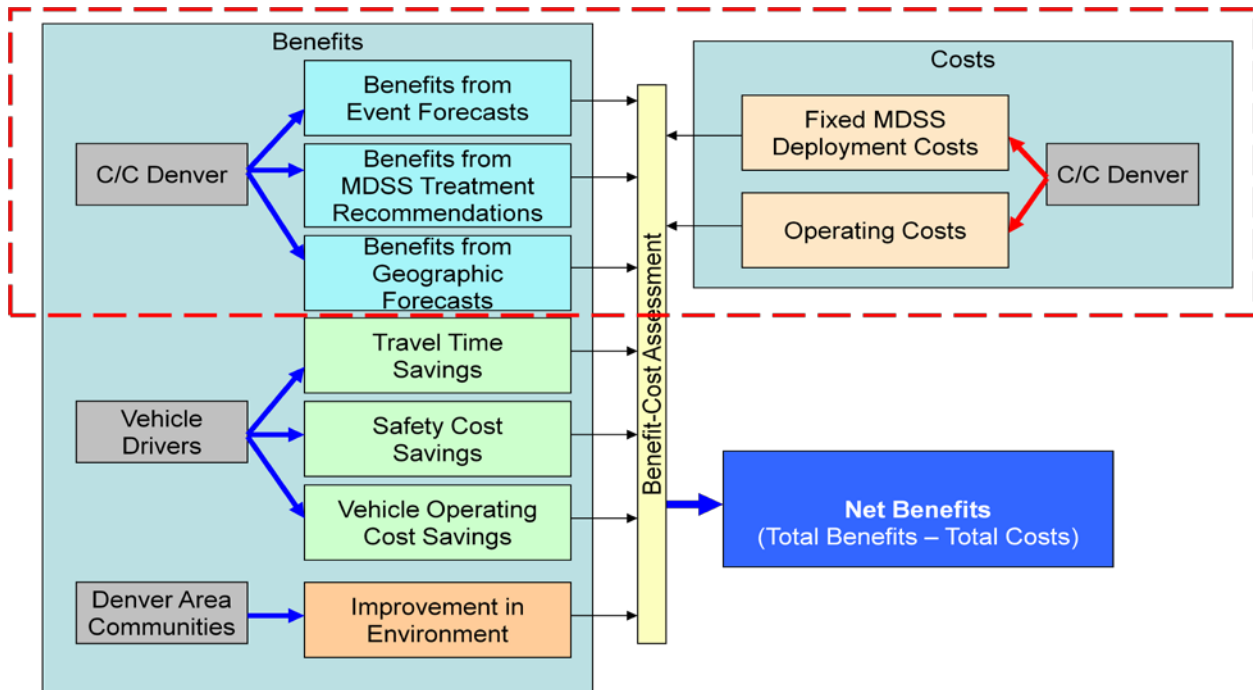 Benefits
C/C Denver
Benefits from
Event Forecasts
Benefits from
MDSS Treatment
Recommendations
Benefits from
Geographic
Forecasts
Vehicle
Drivers
Travel Time
Savings
Safety Cost
Savings
Vehicle Operating
Cost Savings
Denver Area
Communities
Improvement in
Environment
Benefit-Cost Assessment
Costs
Fixed MDSS
Deployment Costs
Operating Costs
C/C Denver
Net Benefits
(Total Benefits – Total Costs)